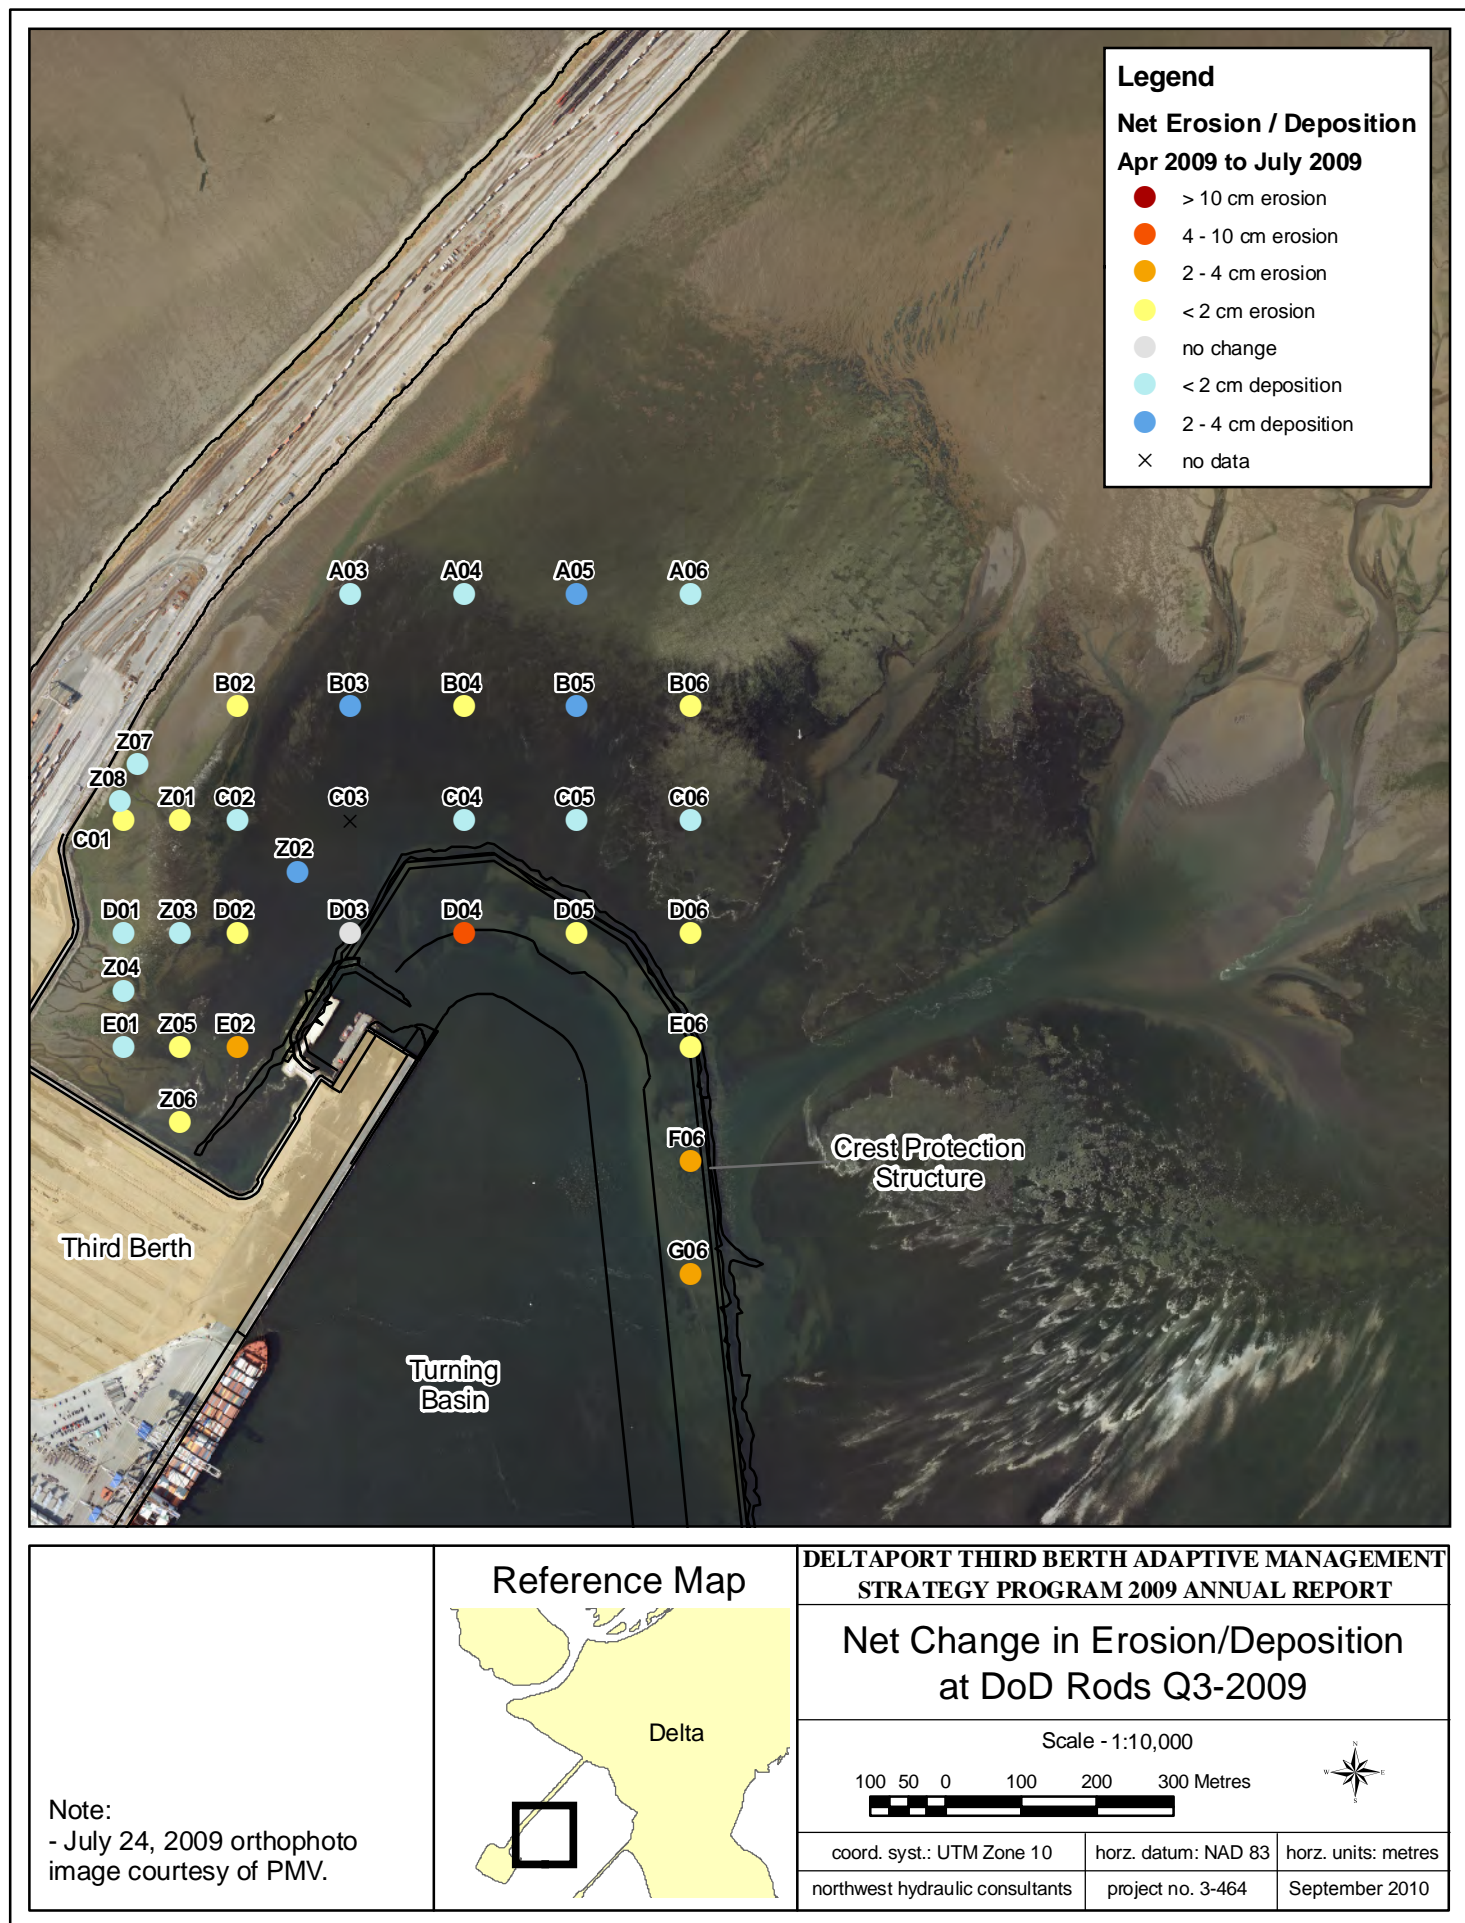 Legend
Net Erosion / Deposition
Apr 2009 to July 2009
> 10 cm erosion
4 - 10 cm erosion
2 - 4 cm erosion
< 2 cm erosion
no change
< 2 cm deposition
2 - 4 cm deposition
no data
A03 A04 A05 A06
B02 B03 B04 B05 B06
Z07
Z08 Z01 C02 C03 C04 C05 C06
C01
Z02
D01 Z03 D02 D03 D04 D05 D06
Z04
E01 Z05 E02 E06
Z06
F06
Crest Protection
Structure
Third Berth
G06
Turning
Basin
Note:
- July 24, 2009 orthophoto
image courtesy of PMV.
Reference Map
Delta
DELTAPORT THIRD BERTH ADAPTIVE MANAGEMENT
STRATEGY PROGRAM 2009 ANNUAL REPORT
Net Change in Erosion/Deposition
at DoD Rods Q3-2009
Scale - 1:10,000
100 50 0 100 200 300 Metres
N
W E
S
coord. syst.: UTM Zone 10 horz. datum: NAD 83 horz. units: metres
northwest hydraulic consultants project no. 3-464 September 2010